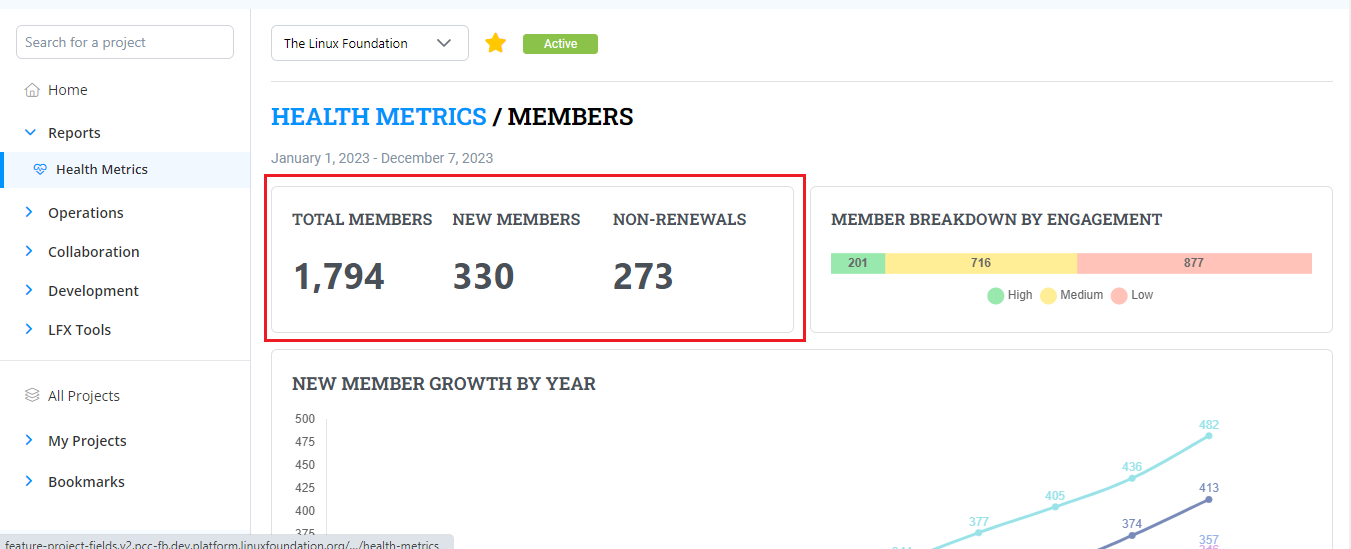 Search for a project
Home
Reports
Health Metrics
Operations
Collaboration
Development
LFX Tools
All Projects
My Projects
Bookmarks
The Linux Foundation
Active
HEALTH METRICS / MEMBERS
January 1, 2023 - December 7, 2023
TOTAL MEMBERS NEW MEMBERS NON-RENEWALS
1,794 330 273
MEMBER BREAKDOWN BY ENGAGEMENT
201 716 877
High Medium Low
NEW MEMBER GROWTH BY YEAR
500
475
450
425
400
375
482
436
405
413
377
374
357
feature-project-fields.v2.pcc-fb.dev.platform.linuxfoundation.org/.../health-metrics